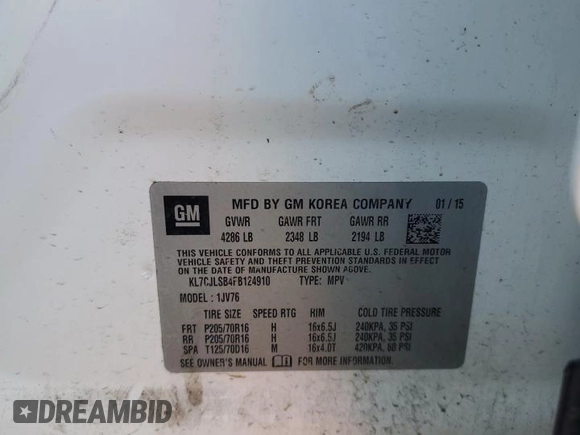 GM MFD BY GM KOREA COMPANY 01 / 15
GVWR GAWR FRT GAWR RR
4286 LB 2348 LB 2194 LB
THIS VEHICLE CONFORMS TO ALL APPLICABLE U.S. FEDERAL MOTOR
VEHICLE SAFETY, BUMPER, AND THEFT PREVENTION STANDARDS IN
EFFECT ON THE DATE OF MANUFACTURE SHOWN ABOVE.
KL7CJLSB4FB124910 TYPE: MPV
MODEL : 1JV76
TIRE SIZE SPEED RTG HIM COLD TIRE PRESSURE
FRT P205/70R16 H 16x6.5J 240KPA, 35 PSI
RR P205/70R16 H 16x6.5J 240KPA, 35 PSI
SPA T125/70D16 M 16x4.0T 420KPA, 60 PSI
SEE OWNER'S MANUAL FOR MORE INFORMATION
DREAMBID